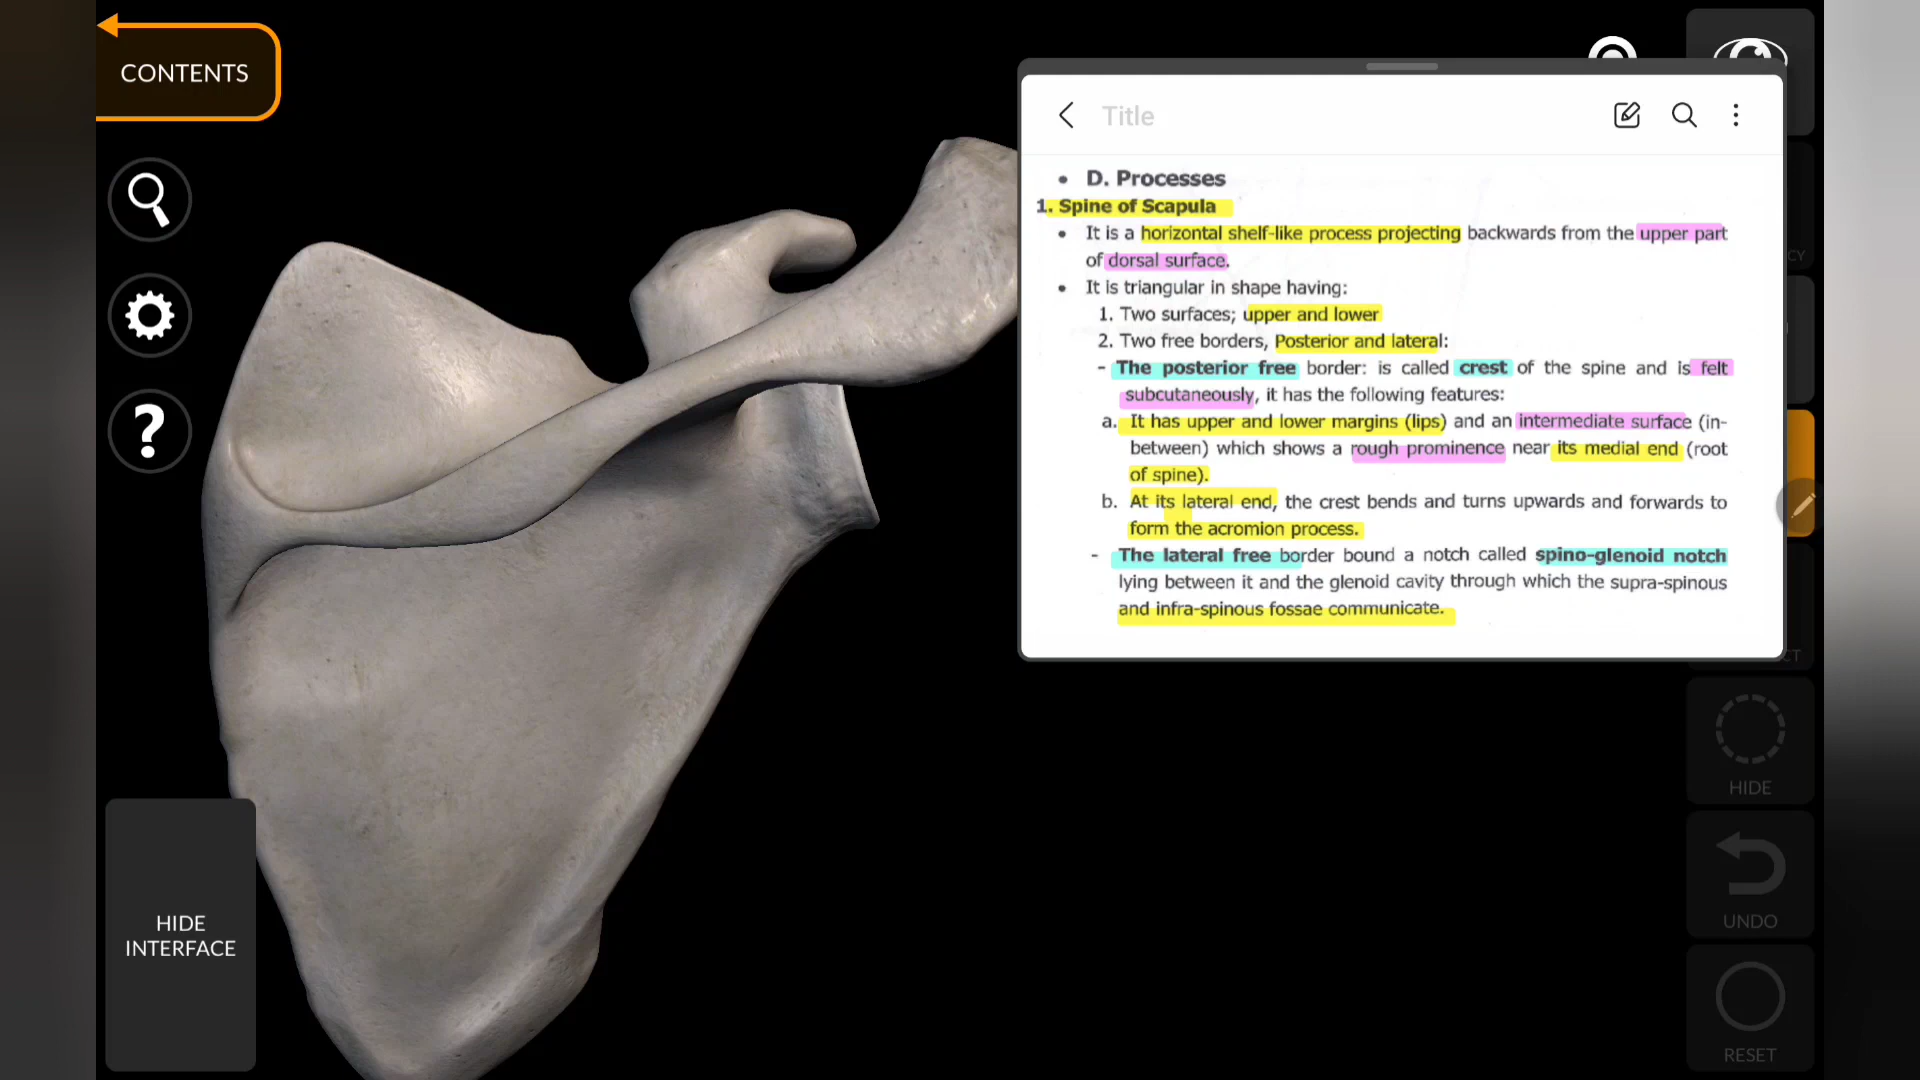 CONTENTS
Title
• D. Processes
1. Spine of Scapula
• It is a horizontal shelf-like process projecting backwards from the upper part
of dorsal surface.
• It is triangular in shape having:
1. Two surfaces; upper and lower
2. Two free borders, Posterior and lateral:
- The posterior free border: is called crest of the spine and is felt
subcutaneously, it has the following features:
a. It has upper and lower margins (lips) and an intermediate surface (in-
between) which shows a rough prominence near its medial end (root
of spine).
b. At its lateral end, the crest bends and turns upwards and forwards to
form the acromion process.
- The lateral free border bound a notch called spino-glenoid notch
lying between it and the glenoid cavity through which the supra-spinous
and infra-spinous fossae communicate.
CY
CT
HIDE
UNDO
RESET
HIDE
INTERFACE